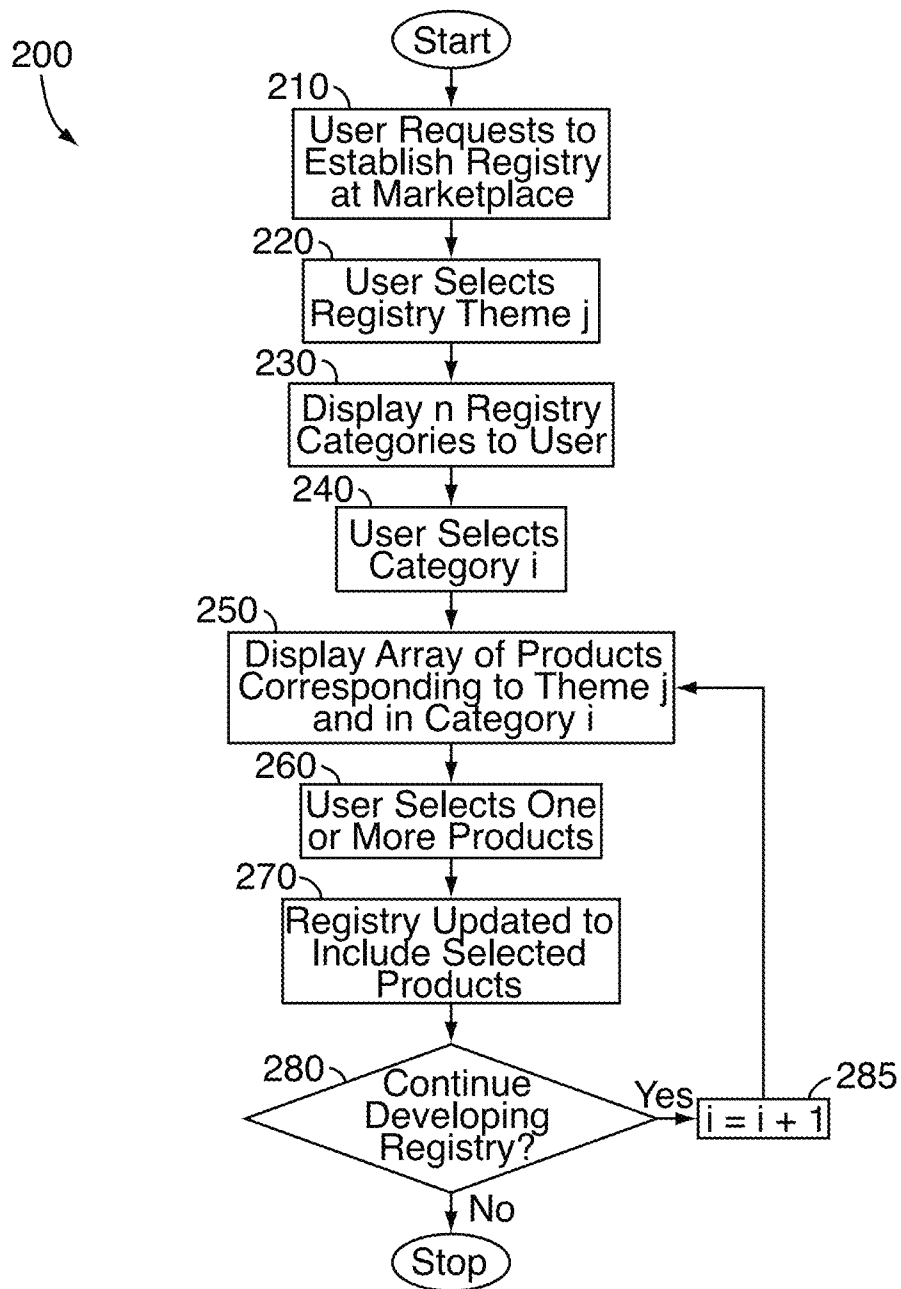 Start
200
210
User Requests to
Establish Registry
at Marketplace
220
User Selects
Registry Theme j
230
Display n Registry
Categories to User
240
User Selects
Category i
250
Display Array of Products
Corresponding to Theme j
and in Category i
260
User Selects One
or More Products
270
Registry Updated to
Include Selected
Products
280
Continue
Developing
Registry?
Yes
285
i = i + 1
No
Stop